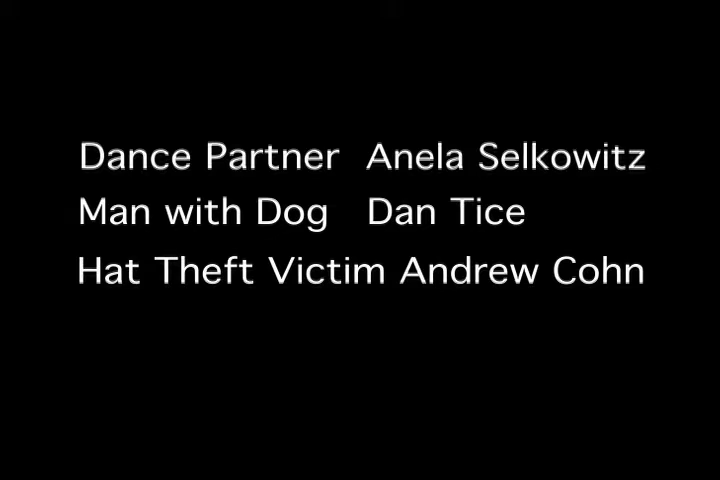 Dance Partner Anela Selkowitz
Man with Dog Dan Tice
Hat Theft Victim Andrew Cohn